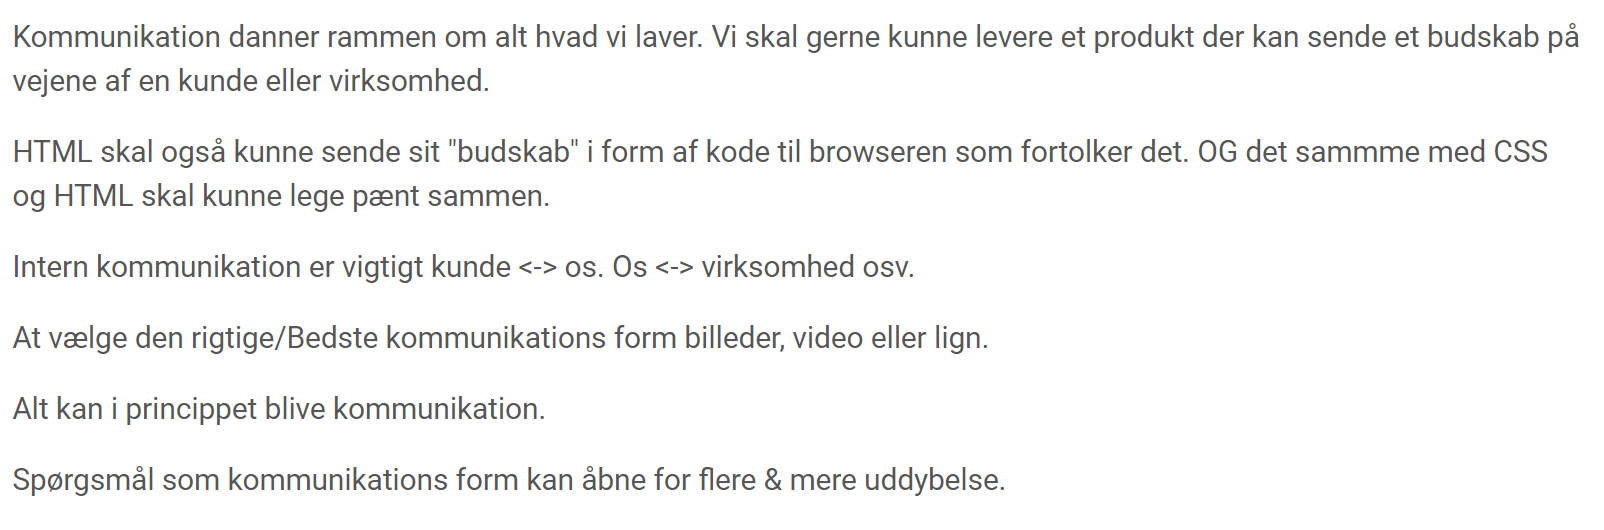 Kommunikation danner rammen om alt hvad vi laver. Vi skal gerne kunne levere et produkt der kan sende et budskab på
vejene af en kunde eller virksomhed.
HTML skal også kunne sende sit "budskab" i form af kode til browseren som fortolker det. OG det sammme med CSS
og HTML skal kunne lege pænt sammen.
Intern kommunikation er vigtigt kunde <-> os. Os <-> virksomhed osv.
At vælge den rigtige/Bedste kommunikations form billeder, video eller lign.
Alt kan i princippet blive kommunikation.
Spørgsmål som kommunikations form kan åbne for flere & mere uddybelse.